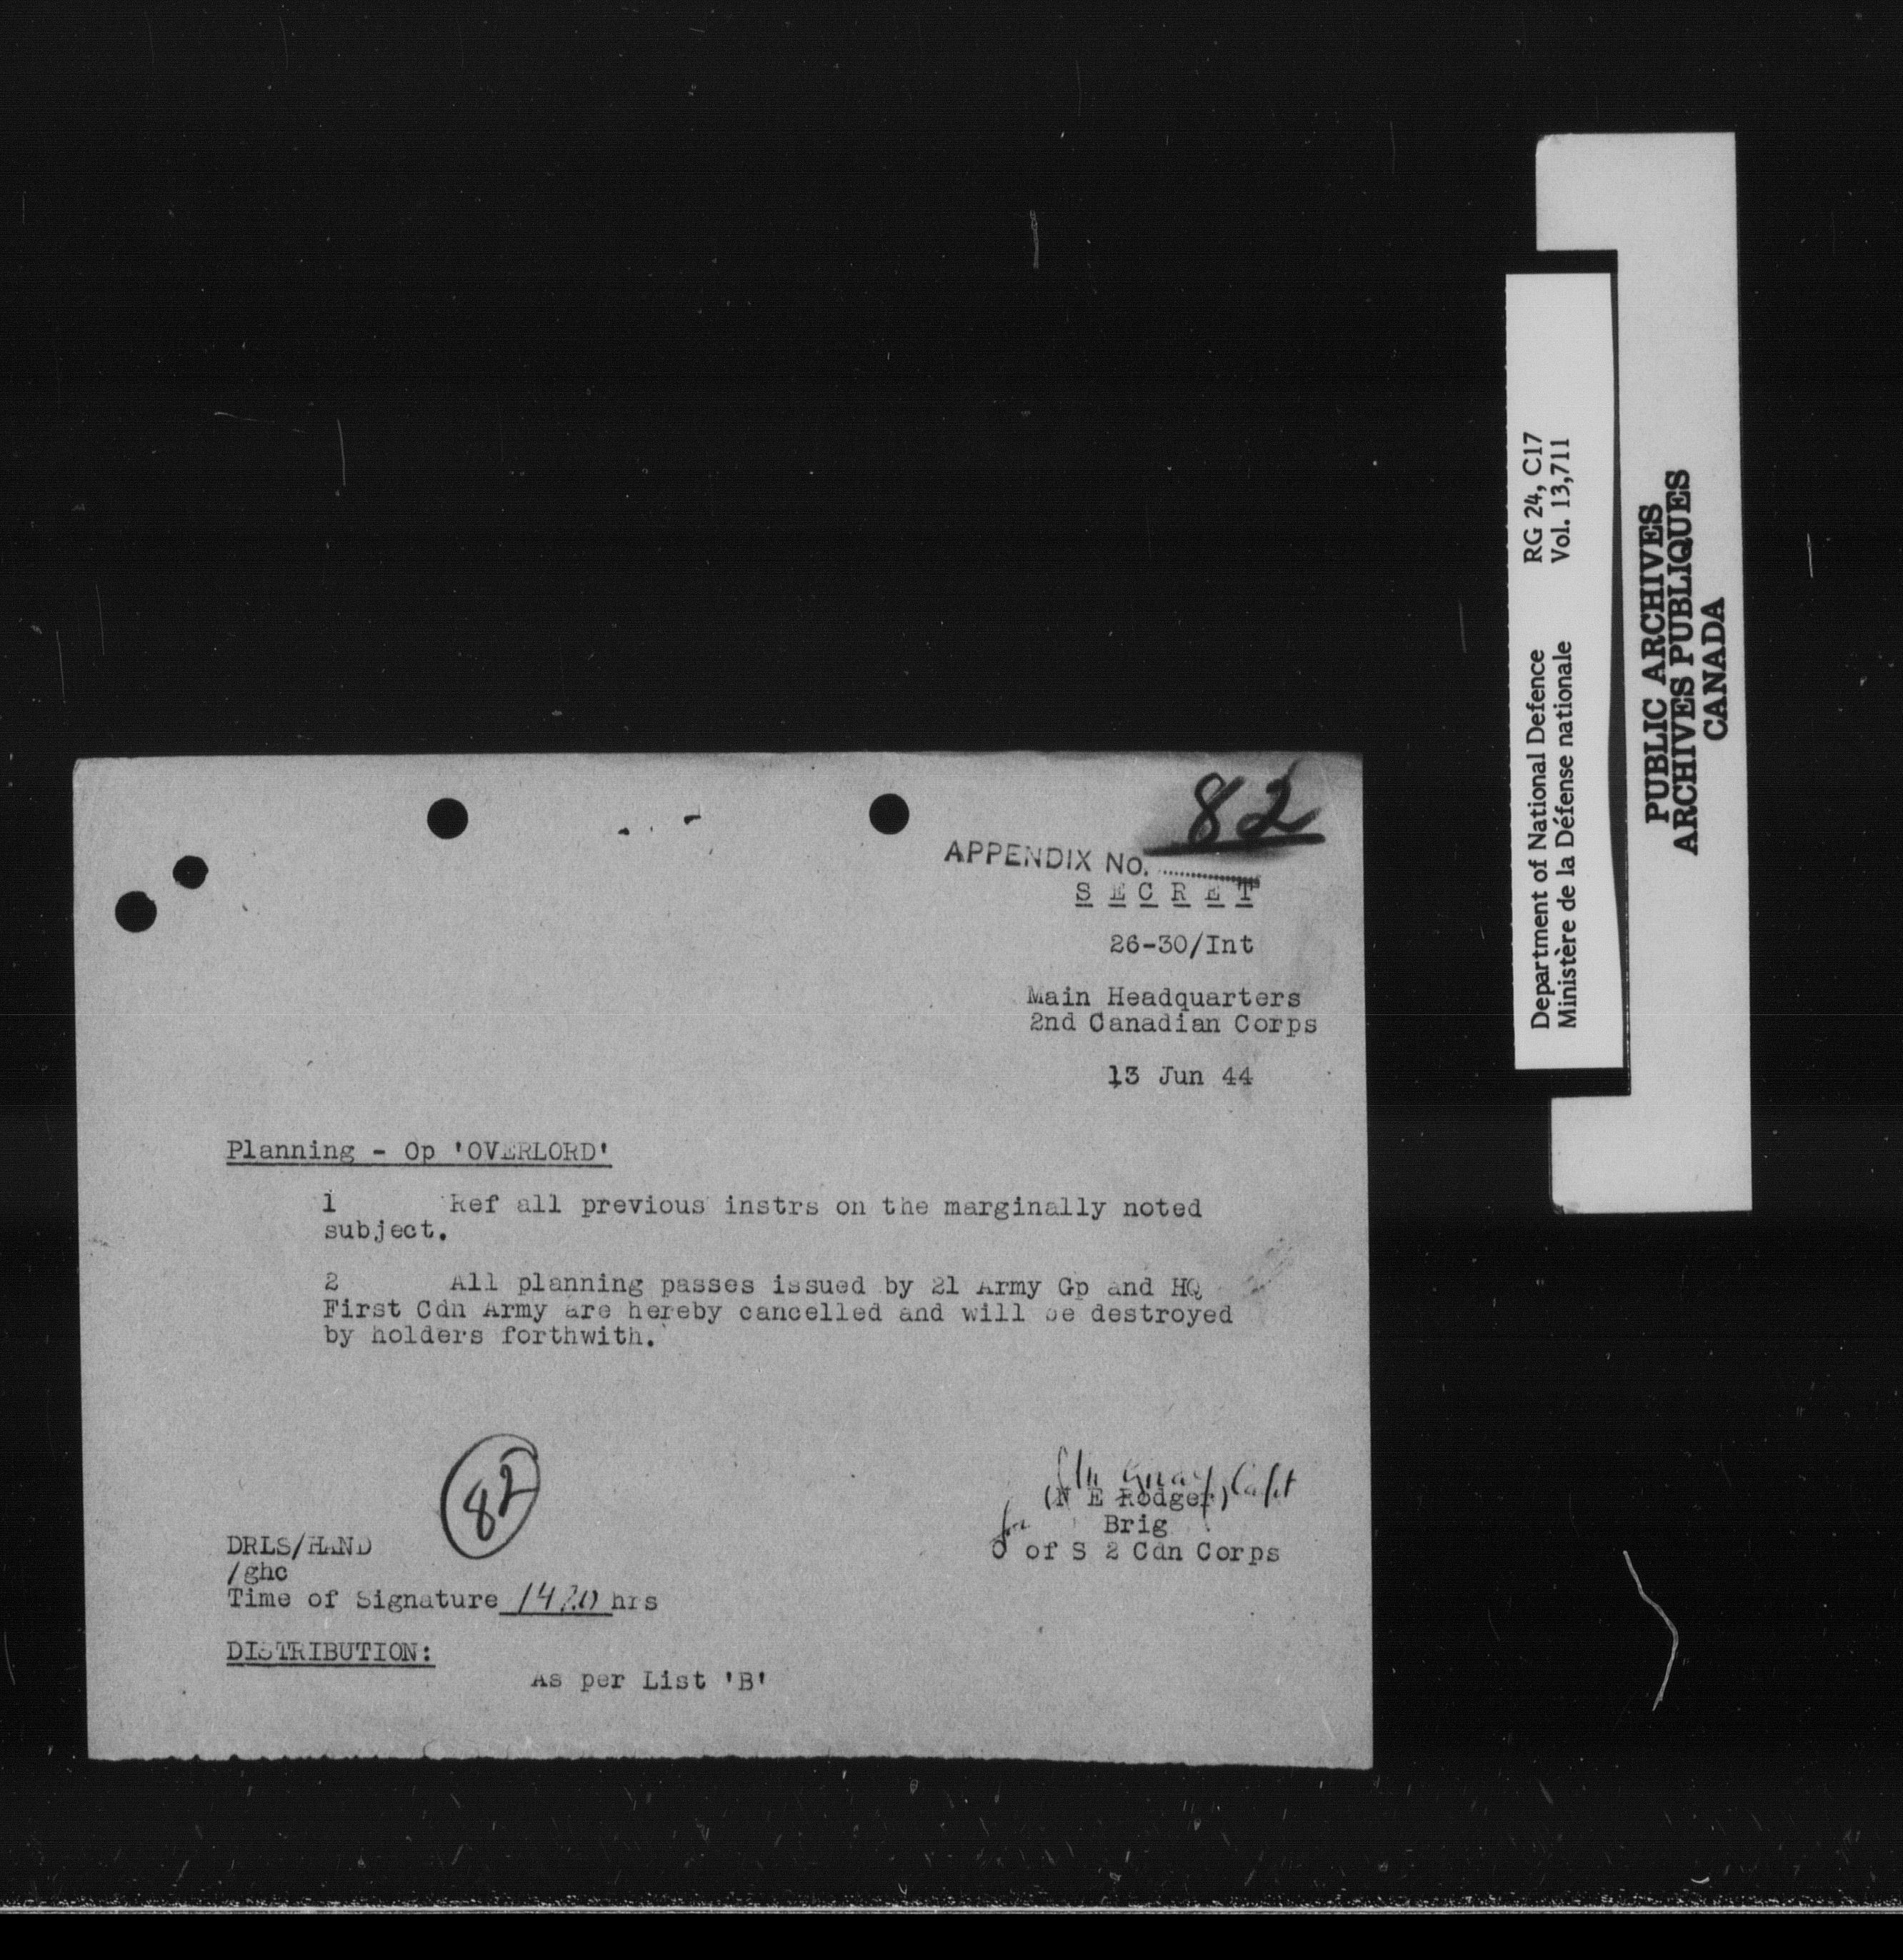 82
APPENDIX No.
S E C R E T
26-30/Int
Main Headquarters
2nd Canadian Corps
13 Jun 44
Planning - Op 'OVERLORD'
1 Ref all previous instrs on the marginally noted
subject.
2 All planning passes issued by 21 Army Gp and HQ
First Cdn Army are hereby cancelled and will be destroyed
by holders forthwith.
82
Capt
(N E Rodger)
for Brig
C of S 2 Cdn Corps
DRLS/HAND
/ghc
Time of Signature 1420 hrs
DISTRIBUTION:
As per List 'B'
Department of National Defence RG 24, C17
Ministère de la Défense nationale Vol. 13,711
PUBLIC ARCHIVES
ARCHIVES PUBLIQUES
CANADA